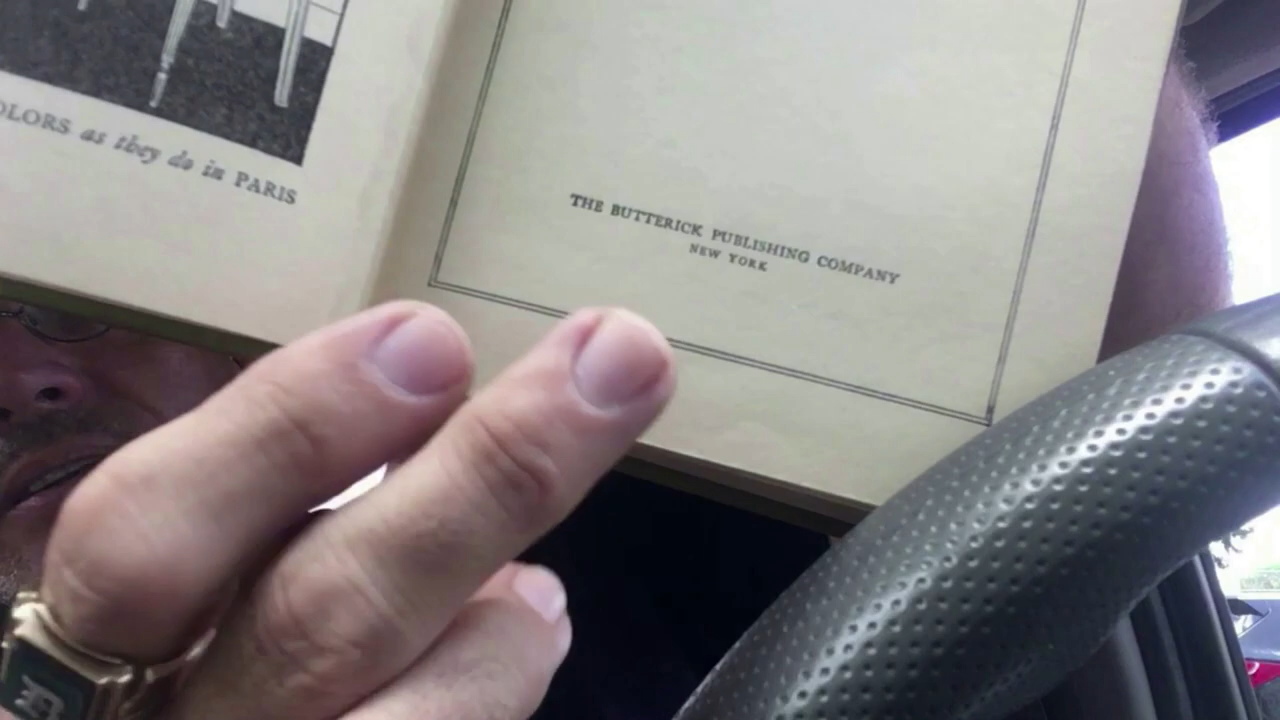 OLORS as they do in PARIS
THE BUTTERICK PUBLISHING COMPANY
NEW YORK